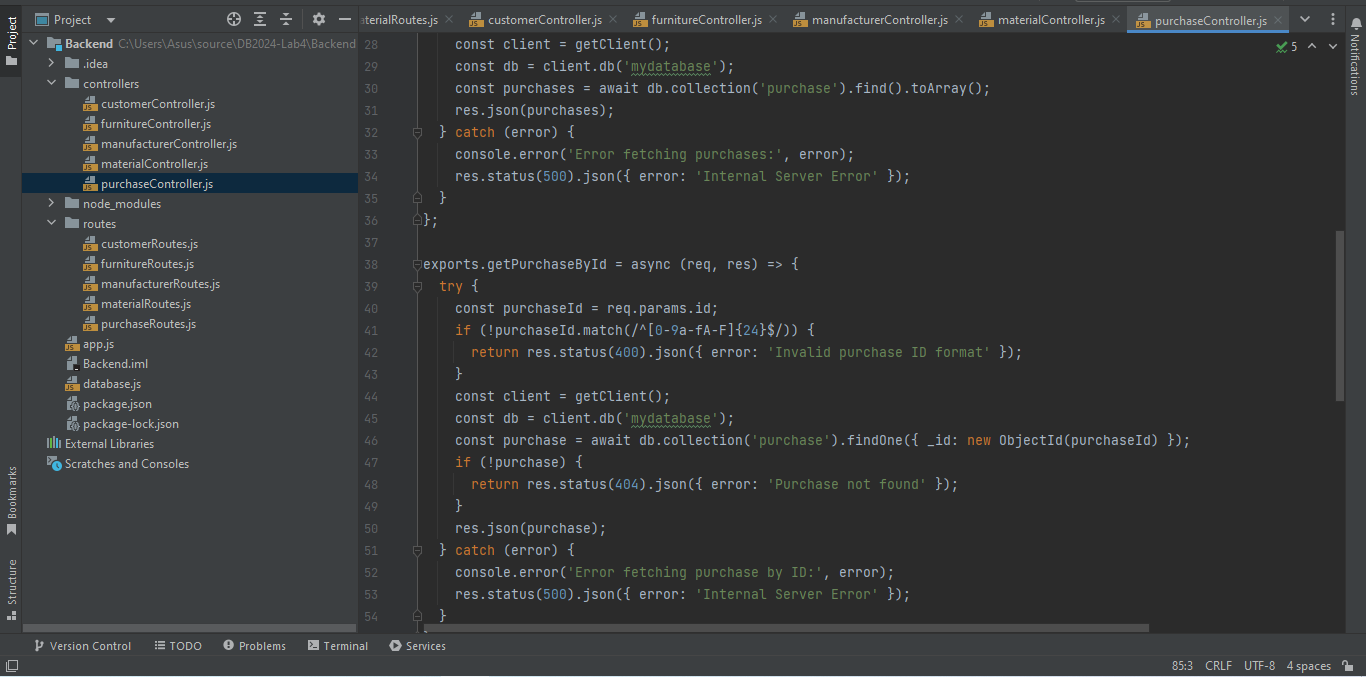 Project
terialRoutes.js
customerController.js
furnitureController.js
manufacturerController.js
materialController.js
purchaseController.js
Project
Backend C:\Users\Asus\source\DB2024-Lab4\Backend
.idea
controllers
customerController.js
furnitureController.js
manufacturerController.js
materialController.js
purchaseController.js
node_modules
routes
customerRoutes.js
furnitureRoutes.js
manufacturerRoutes.js
materialRoutes.js
purchaseRoutes.js
app.js
Backend.iml
database.js
package.json
package-lock.json
External Libraries
Scratches and Consoles
Bookmarks
Structure
28 const client = getClient();
29 const db = client.db('mydatabase');
30 const purchases = await db.collection('purchase').find().toArray();
31 res.json(purchases);
32 } catch (error) {
33 console.error('Error fetching purchases:', error);
34 res.status(500).json({ error: 'Internal Server Error' });
35 }
36 };
37
38 exports.getPurchaseById = async (req, res) => {
39 try {
40 const purchaseId = req.params.id;
41 if (!purchaseId.match(/^[0-9a-fA-F]{24}$/)) {
42 return res.status(400).json({ error: 'Invalid purchase ID format' });
43 }
44 const client = getClient();
45 const db = client.db('mydatabase');
46 const purchase = await db.collection('purchase').findOne({ _id: new ObjectId(purchaseId) });
47 if (!purchase) {
48 return res.status(404).json({ error: 'Purchase not found' });
49 }
50 res.json(purchase);
51 } catch (error) {
52 console.error('Error fetching purchase by ID:', error);
53 res.status(500).json({ error: 'Internal Server Error' });
54 }
5
Notifications
Version Control
TODO
Problems
Terminal
Services
85:3 CRLF UTF-8 4 spaces